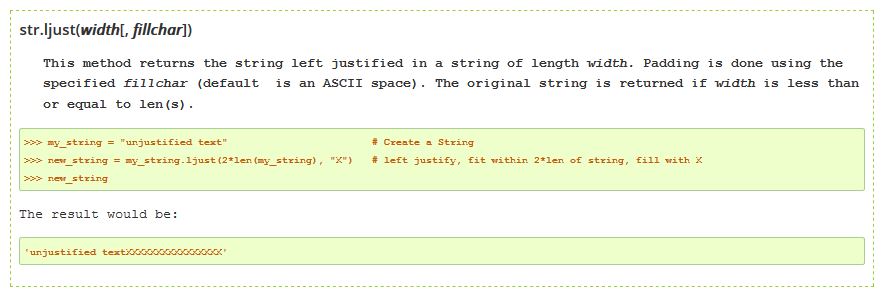 str.ljust(width[, fillchar])
This method returns the string left justified in a string of length width. Padding is done using the
specified fillchar (default is an ASCII space). The original string is returned if width is less than
or equal to len(s).
>>> my_string = "unjustified text" # Create a String
>>> new_string = my_string.ljust(2*len(my_string), "X") # left justify, fit within 2*len of string, fill with X
>>> new_string
The result would be:
'unjustified textXXXXXXXXXXXXXXXX'